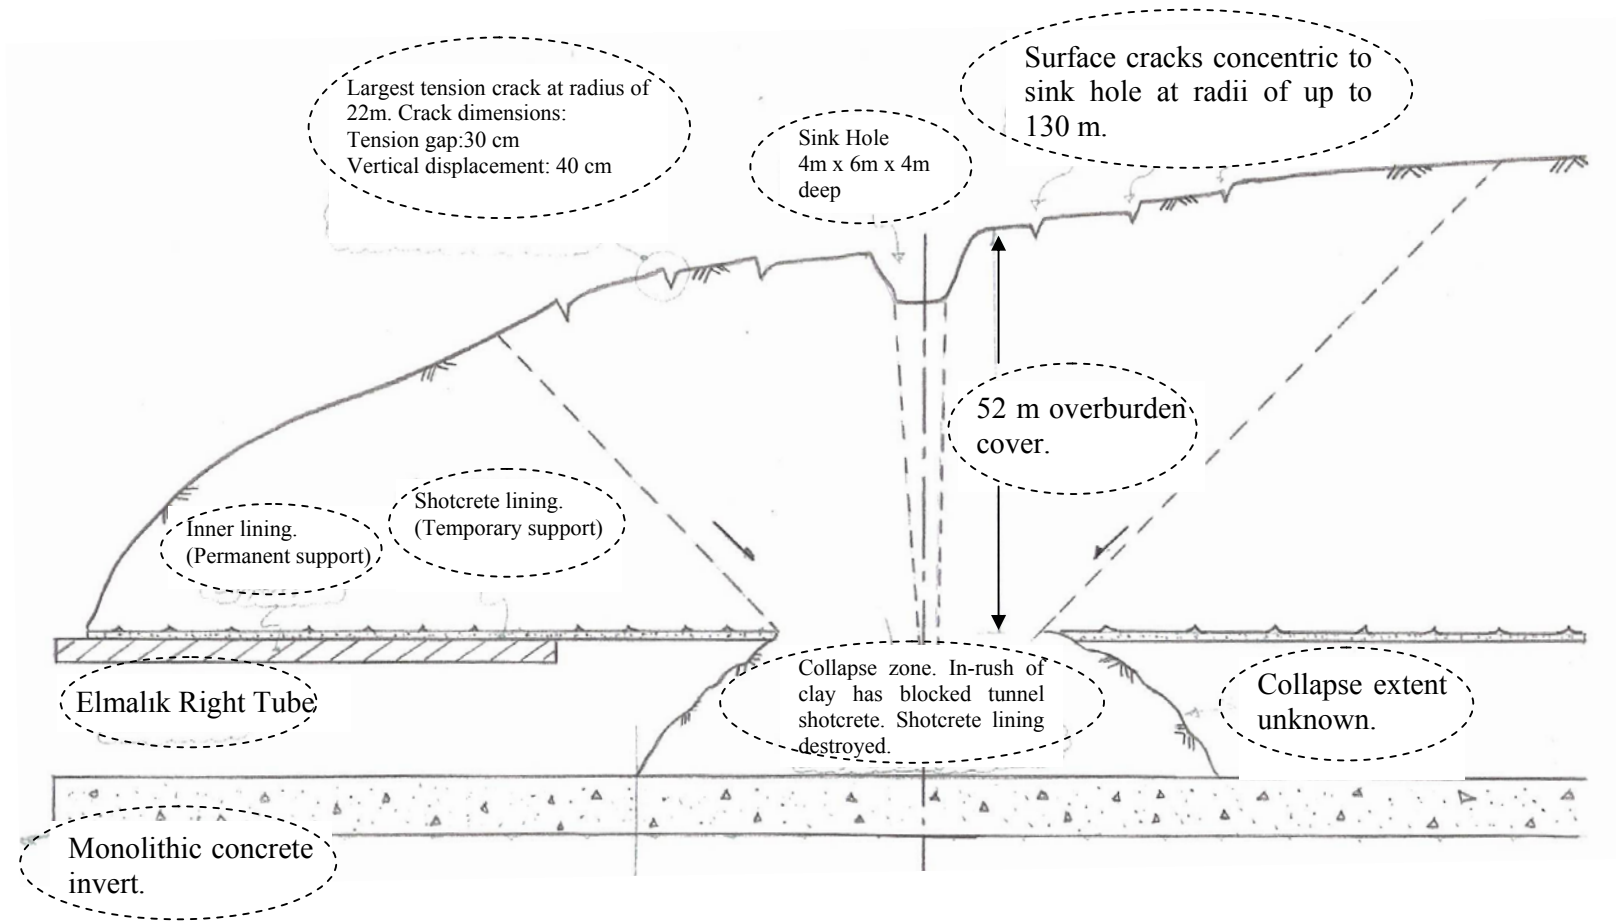 Largest tension crack at radius of
22m. Crack dimensions:
Tension gap:30 cm
Vertical displacement: 40 cm
Sink Hole
4m x 6m x 4m
deep
Surface cracks concentric to
sink hole at radii of up to
130 m.
52 m overburden
cover.
Inner lining.
(Permanent support)
Shotcrete lining.
(Temporary support)
Elmalık Right Tube
Collapse zone. In-rush of
clay has blocked tunnel
shotcrete. Shotcrete lining
destroyed.
Collapse extent
unknown.
Monolithic concrete
invert.